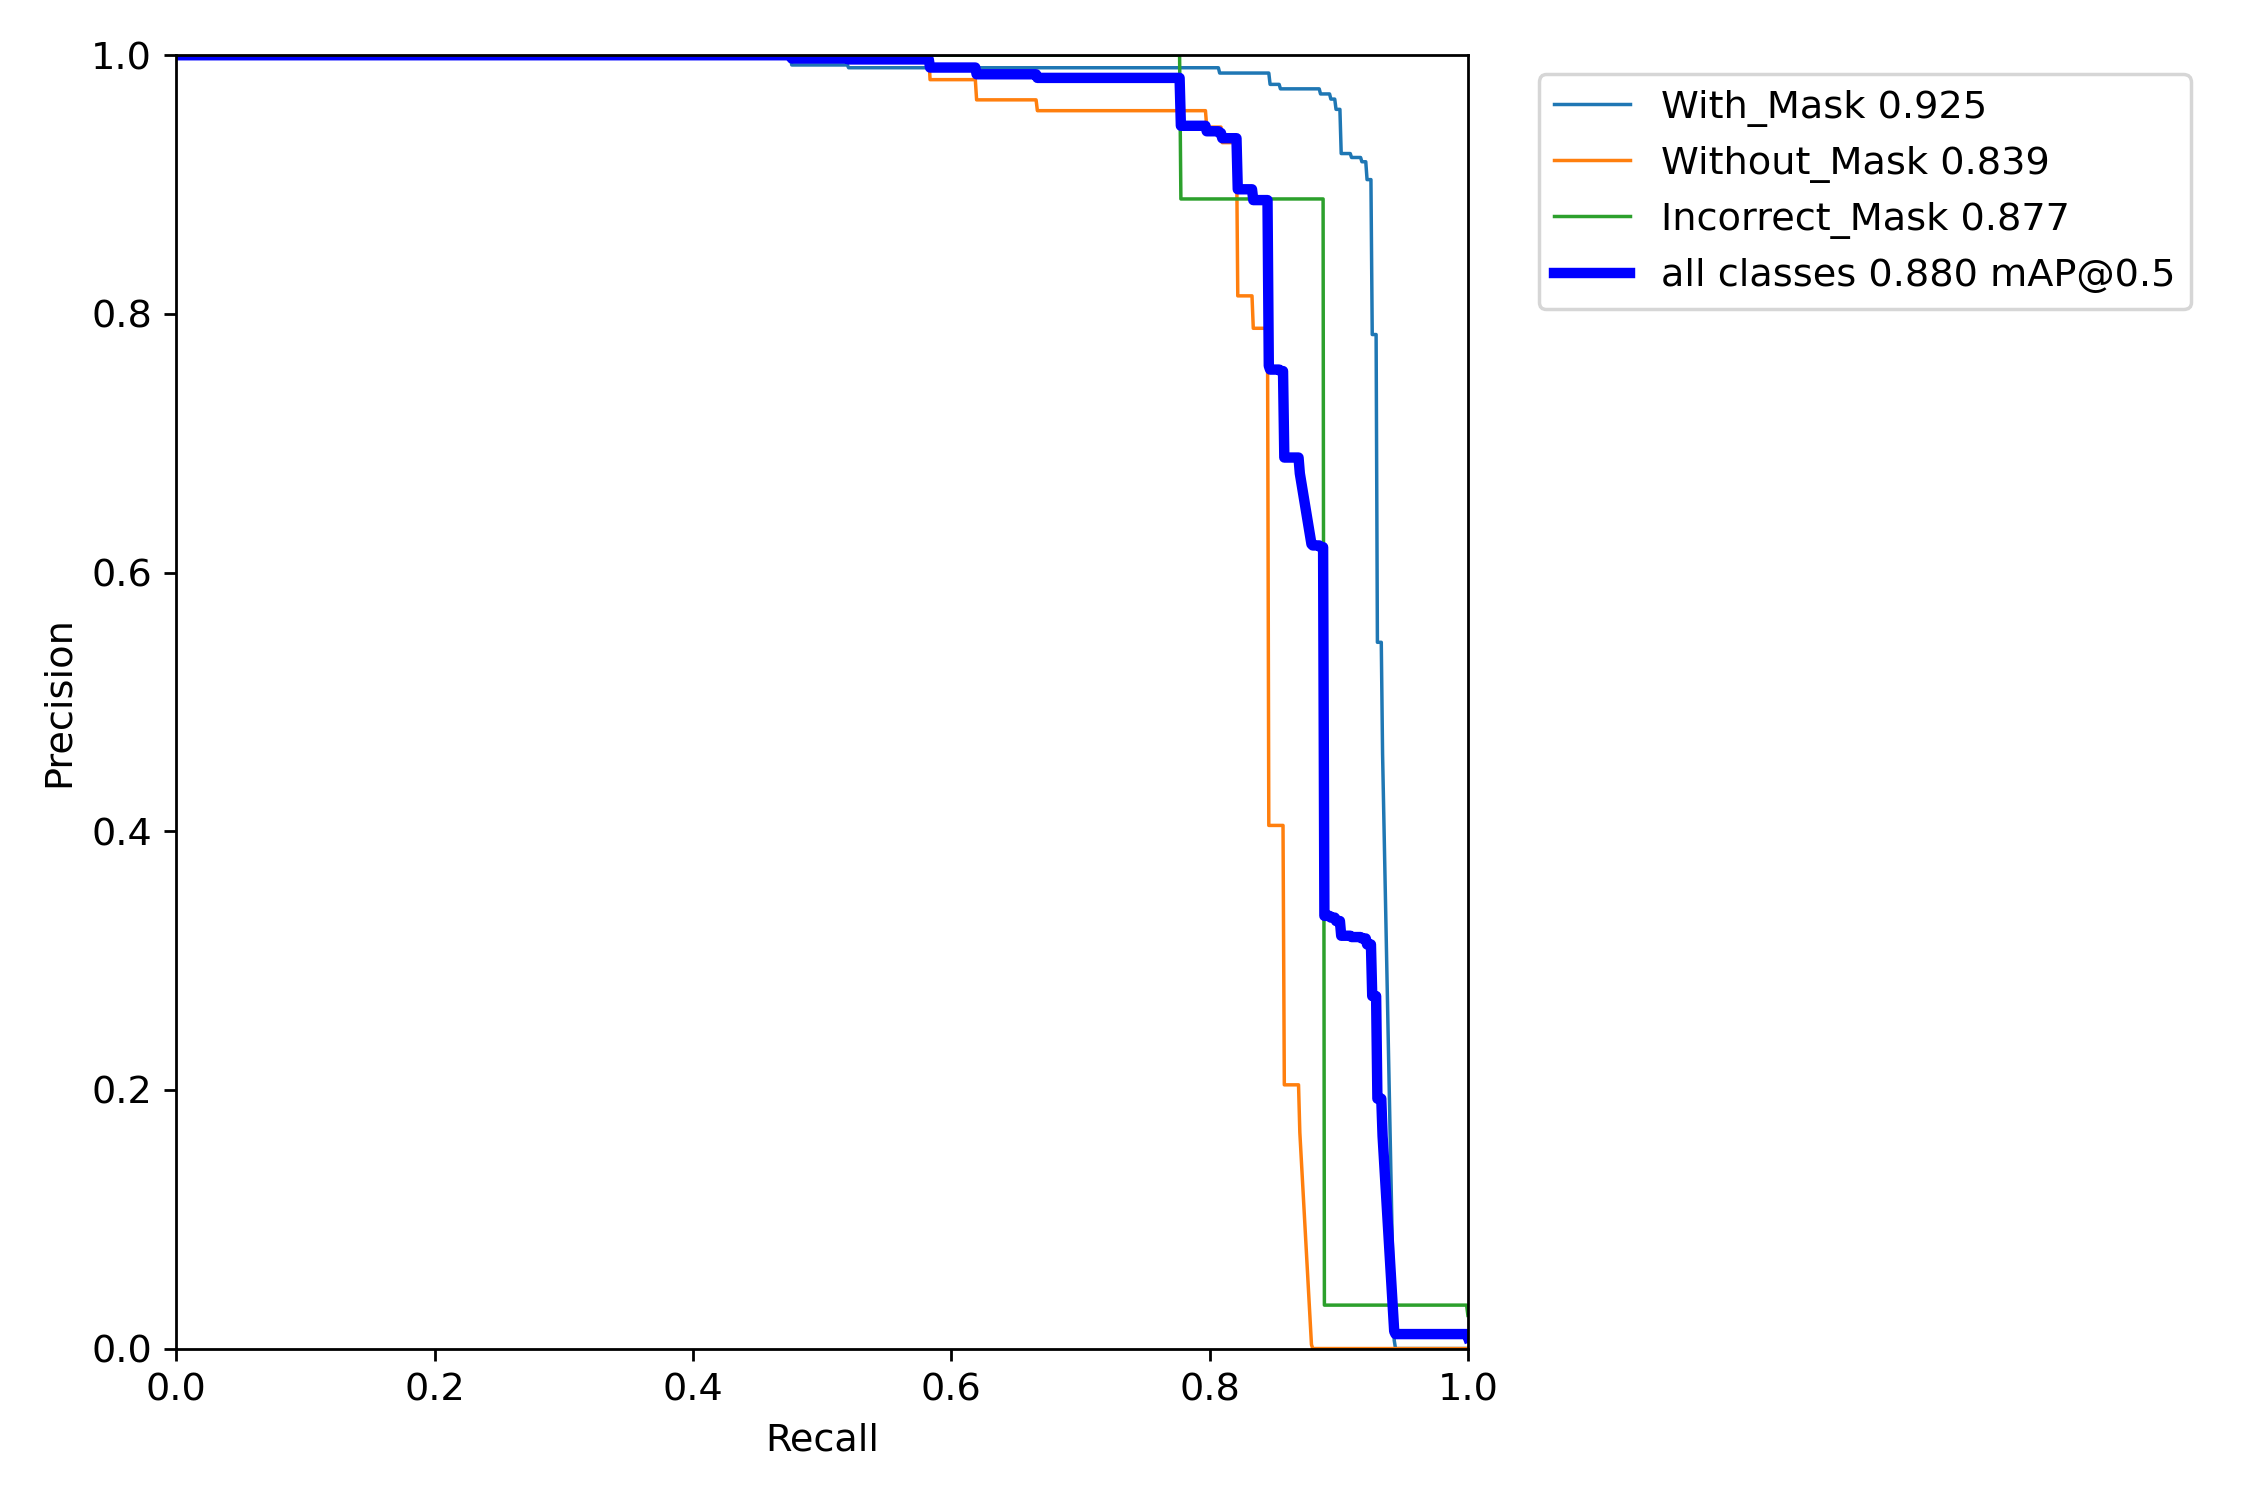 With_Mask 0.925
Without_Mask 0.839
Incorrect_Mask 0.877
all classes 0.880 mAP@0.5
Precision
1.0
0.8
0.6
0.4
0.2
0.0
0.0 0.2 0.4 0.6 0.8 1.0
Recall